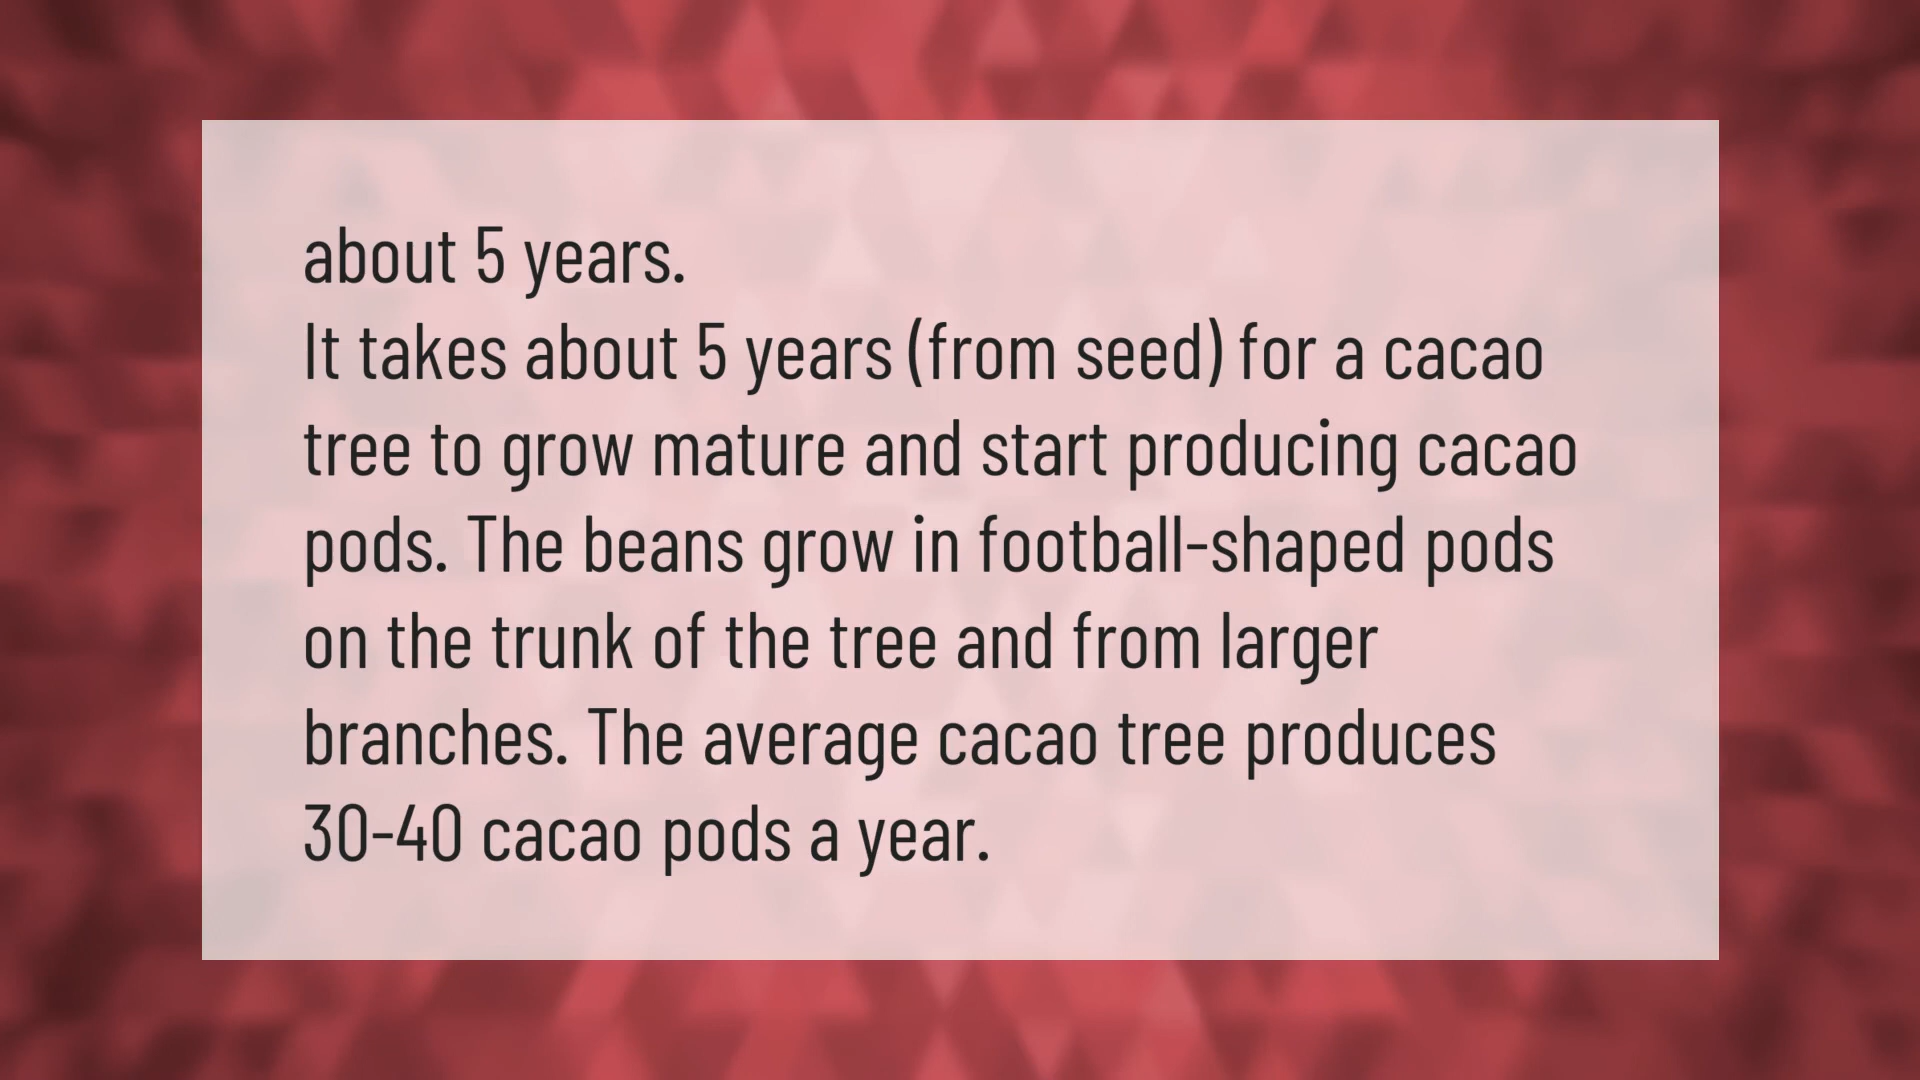 about 5 years.
It takes about 5 years (from seed) for a cacao
tree to grow mature and start producing cacao
pods. The beans grow in football-shaped pods
on the trunk of the tree and from larger
branches. The average cacao tree produces
30-40 cacao pods a year.